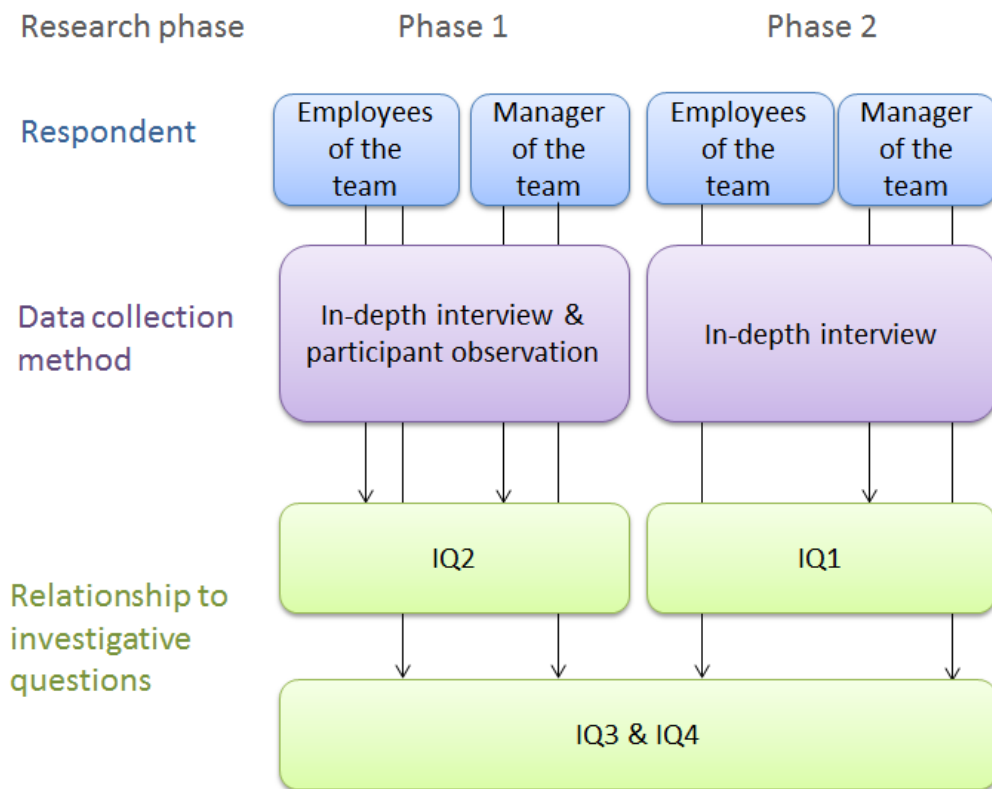 Research phase
Phase 1
Phase 2
Respondent
Employees
of the
team
Manager
of the
team
Employees
of the
team
Manager
of the
team
Data collection
method
In-depth interview &
participant observation
In-depth interview
Relationship to
investigative
questions
IQ2
IQ1
IQ3 & IQ4